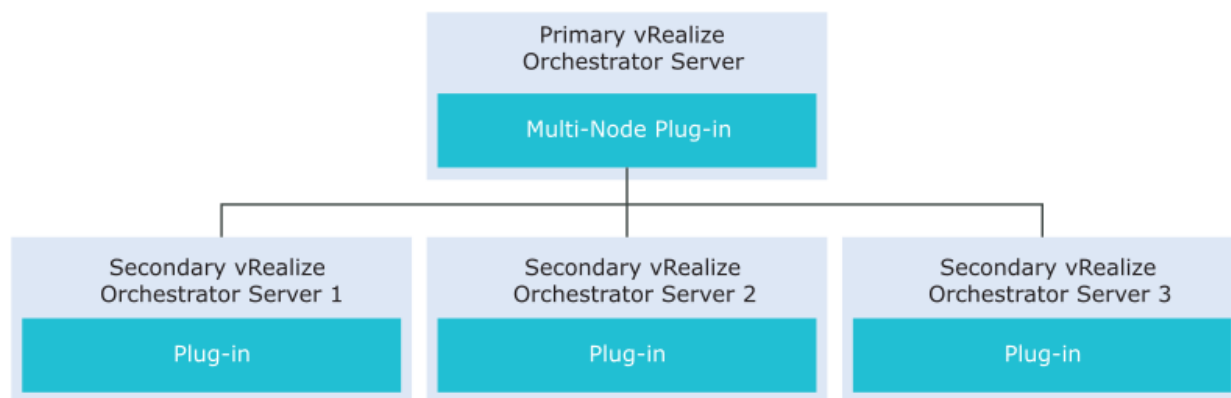 Primary vRealize
Orchestrator Server
Multi-Node Plug-in
Secondary vRealize
Orchestrator Server 1
Plug-in
Secondary vRealize
Orchestrator Server 2
Plug-in
Secondary vRealize
Orchestrator Server 3
Plug-in